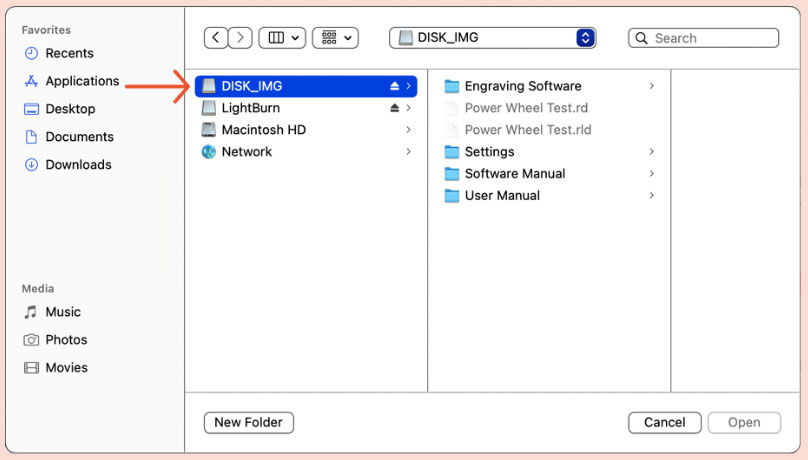 Favorites
Recents
Applications
Desktop
Documents
Downloads
Media
Music
Photos
Movies
DISK_IMG
Search
DISK_IMG
LightBurn
Macintosh HD
Network
Engraving Software
Power Wheel Test.rd
Power Wheel Test.rld
Settings
Software Manual
User Manual
New Folder
Cancel
Open